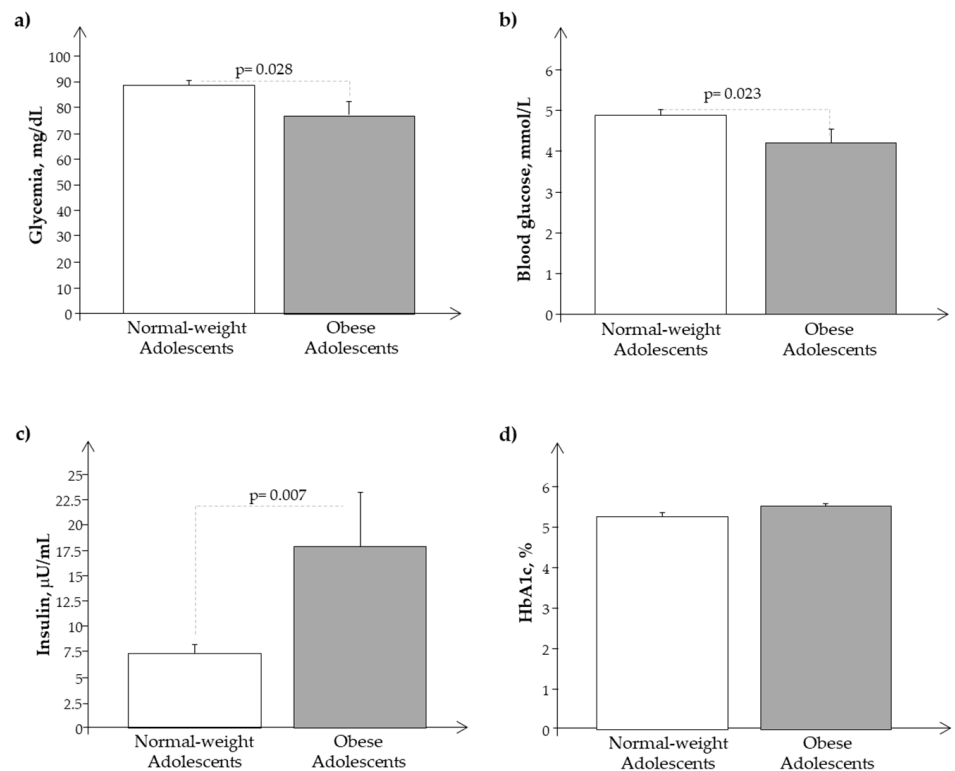 a)
Glycemia, mg/dL
100
90
80
70
60
50
40
30
20
10
0
p= 0.028
Normal-weight
Adolescents
Obese
Adolescents
b)
Blood glucose, mmol/L
6
5
4
3
2
1
0
p= 0.023
Normal-weight
Adolescents
Obese
Adolescents
c)
Insulin, µU/mL
25
22.5
20
17.5
15
12.5
10
7.5
5
2.5
0
p= 0.007
Normal-weight
Adolescents
Obese
Adolescents
d)
HbA1c, %
6
5
4
3
2
1
0
Normal-weight
Adolescents
Obese
Adolescents